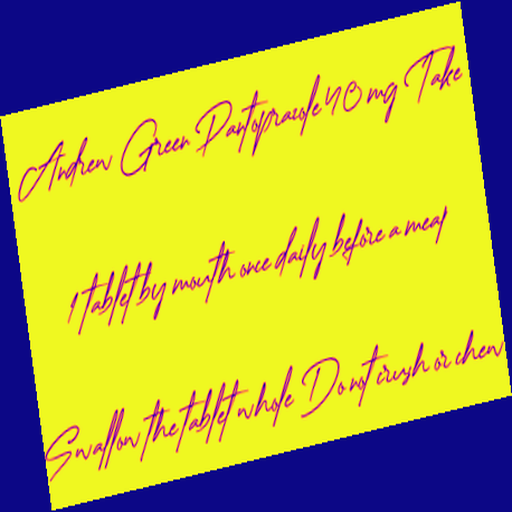 Andrew Green Pantoprazole 40 mg Take
1 tablet by mouth once daily before a meal
Swallow the tablet whole Do not crush or chew